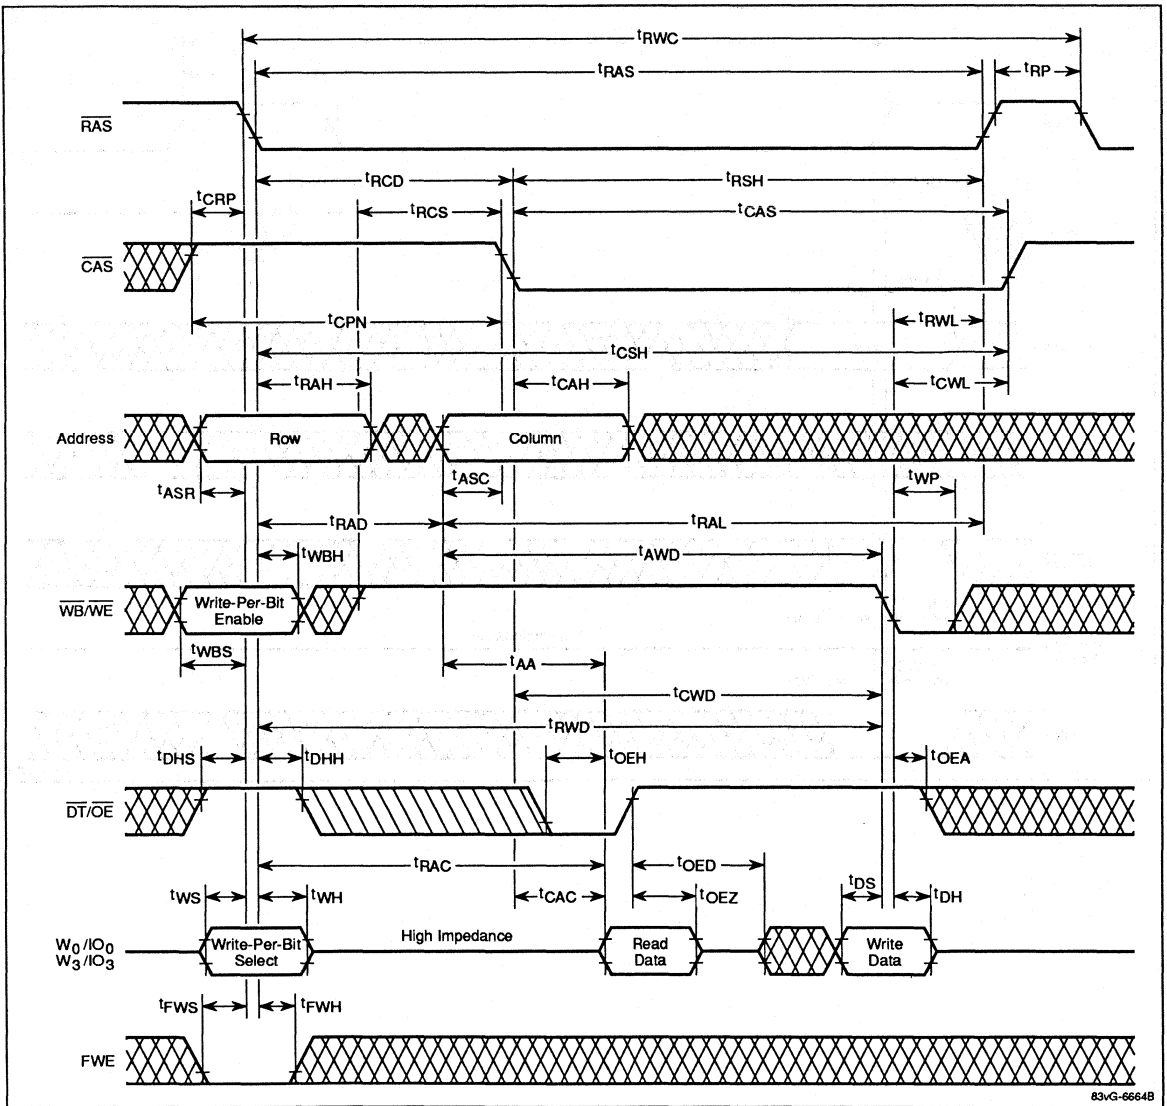 tRWC
tRAS
tRP
RAS
tRCD
tRSH
tCRP
tRCS
tCAS
CAS
tCPN
tRWL
tCSH
tRAH
tCAH
tCWL
Address
Row
Column
tASR
tASC
tWP
tRAD
tRAL
tWBH
tAWD
WB/WE
Write-Per-Bit
Enable
tWBS
tAA
tCWD
tRWD
tDHS
tDHH
tOEH
tOEA
DT/OE
tRAC
tOED
tWS
tWH
tCAC
tOEZ
tDS
tDH
W0/IO0
W3/IO3
Write-Per-Bit
Select
High Impedance
Read
Data
Write
Data
tFWS
tFWH
FWE
83vG-6664B